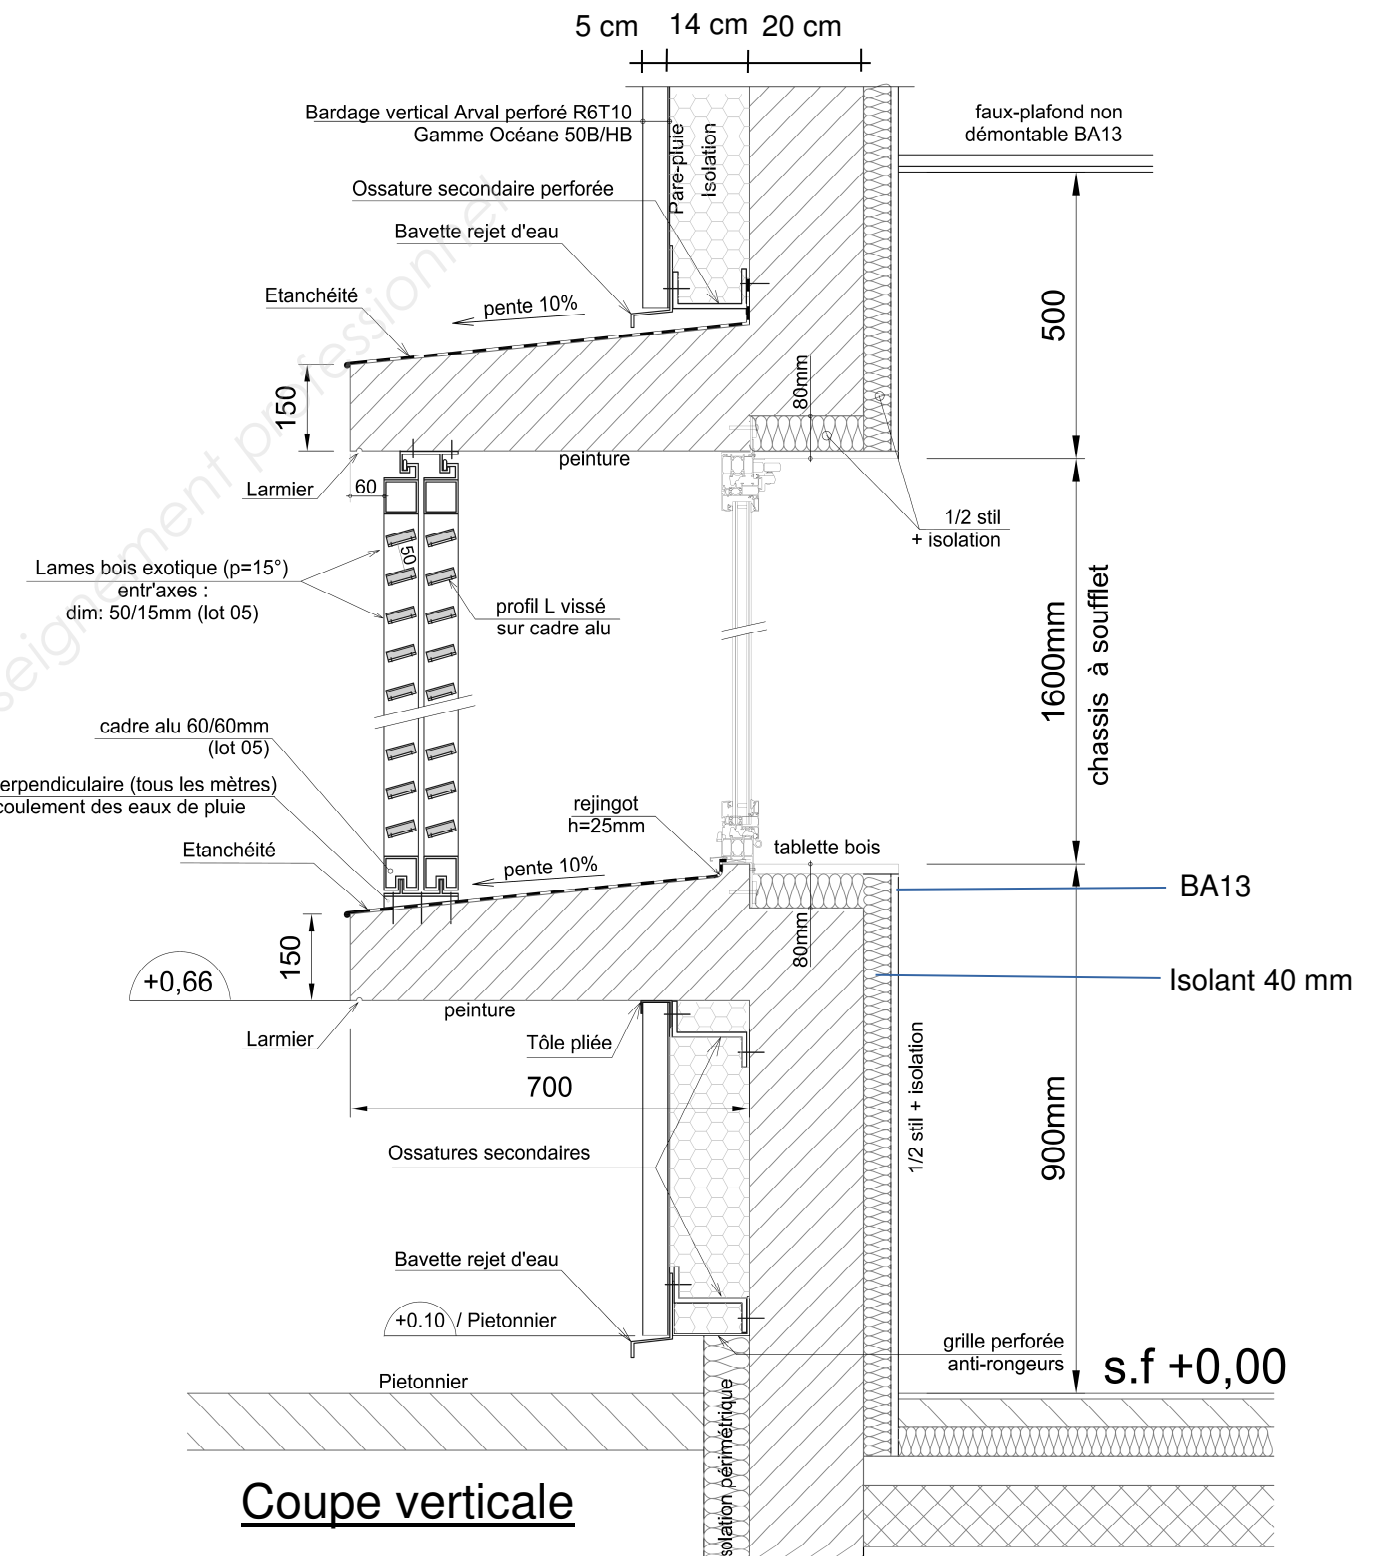 5 cm 14 cm 20 cm
Bardage vertical Arval perforé R6T10
Gamme Océane 50B/HB
Pare-pluie
Isolation
faux-plafond non
démontable BA13
Ossature secondaire perforée
Bavette rejet d'eau
Etanchéité
pente 10%
500
150
80mm
peinture
Larmier
60
1/2 stil
+ isolation
50
Lames bois exotique (p=15°)
entr'axes :
dim: 50/15mm (lot 05)
profil L vissé
sur cadre alu
1600mm
chassis à soufflet
cadre alu 60/60mm
(lot 05)
erpendiculaire (tous les mètres)
coulement des eaux de pluie
rejingot
h=25mm
tablette bois
Etanchéité
pente 10%
BA13
150
80mm
+0,66
Isolant 40 mm
peinture
Larmier
Tôle pliée
700
1/2 stil + isolation
900mm
Ossatures secondaires
Bavette rejet d'eau
+0.10 / Pietonnier
grille perforée
anti-rongeurs
s.f +0,00
Pietonnier
solation périmétrique
Coupe verticale
seignement professionnel